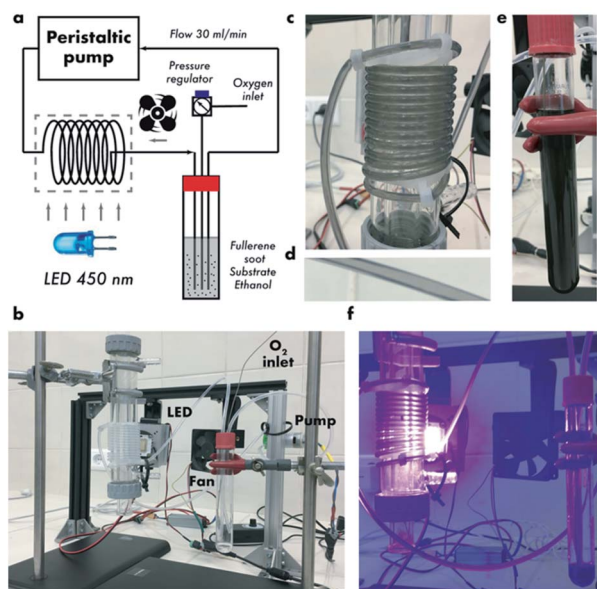 a
Peristaltic
pump
Flow 30 ml/min
Pressure
regulator
Oxygen
inlet
LED 450 nm
Fullerene
soot
Substrate
Ethanol
c
d
e
b
O2
inlet
LED
Pump
Fan
f